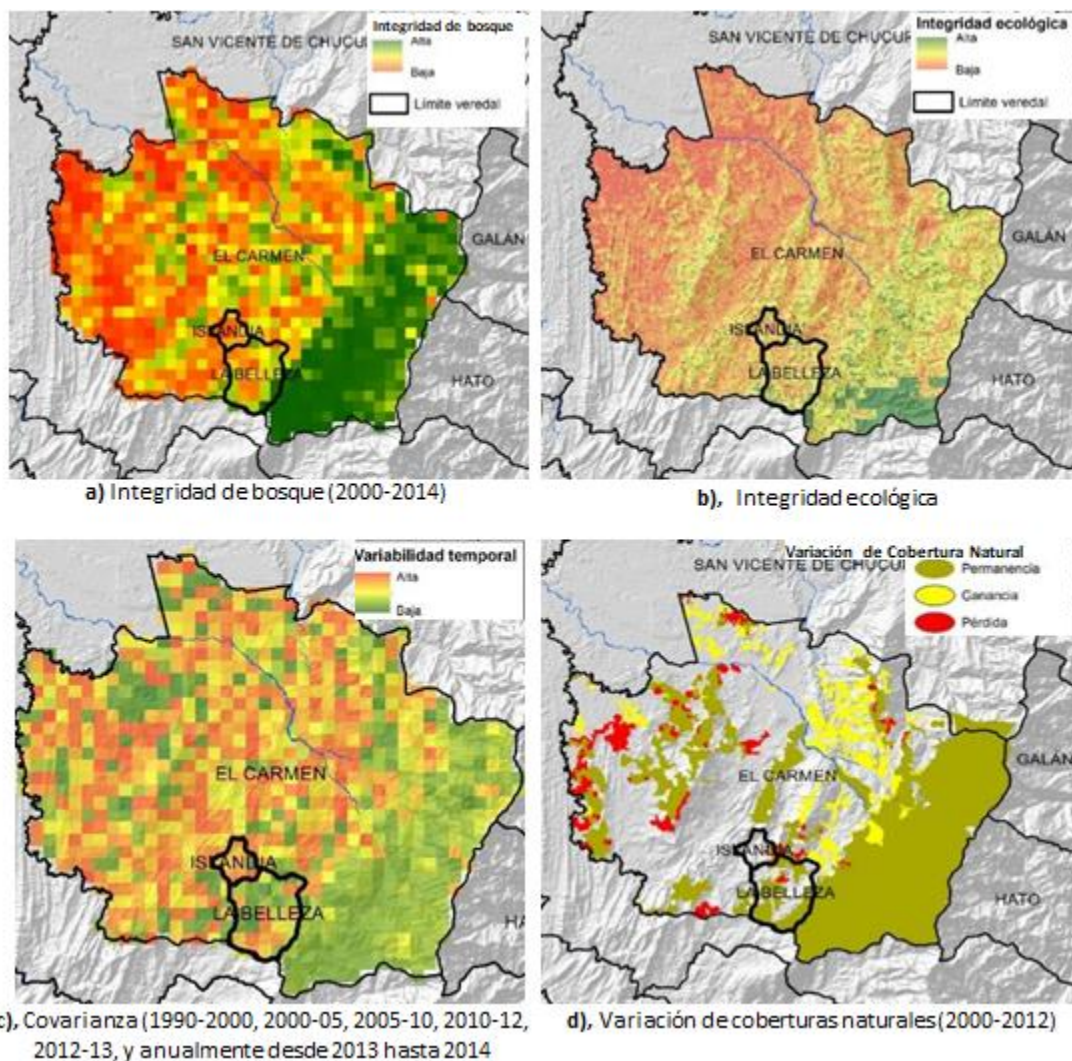 Integridad de bosque
SAN VICENTE DE CHUCUR
Alta
Baja
Límite veredal
GALÁN
EL CARMEN
ISLANDIA
LA BELLEZA
HATO
a) Integridad de bosque (2000-2014)
Integridad ecológica
SAN VICENTE DE CHUCUR
Alta
Baja
Límite veredal
GALÁN
EL CARMEN
ISLANDIA
LA BELLEZA
HATO
b), Integridad ecológica
Variabilidad temporal
Alta
Baja
EL CARMEN
ISLANDIA
LA BELLEZA
HA
c), Covarianza (1990-2000, 2000-05, 2005-10, 2010-12,
2012-13, y anualmente desde 2013 hasta 2014
Variación de Cobertura Natural
SAN VICENTE DE CHUCUR
Permanencia
Ganancia
Pérdida
GALÁN
EL CARMEN
ISLANDIA
LA BELLEZA
HATO
d), Variación de coberturas naturales (2000-2012)